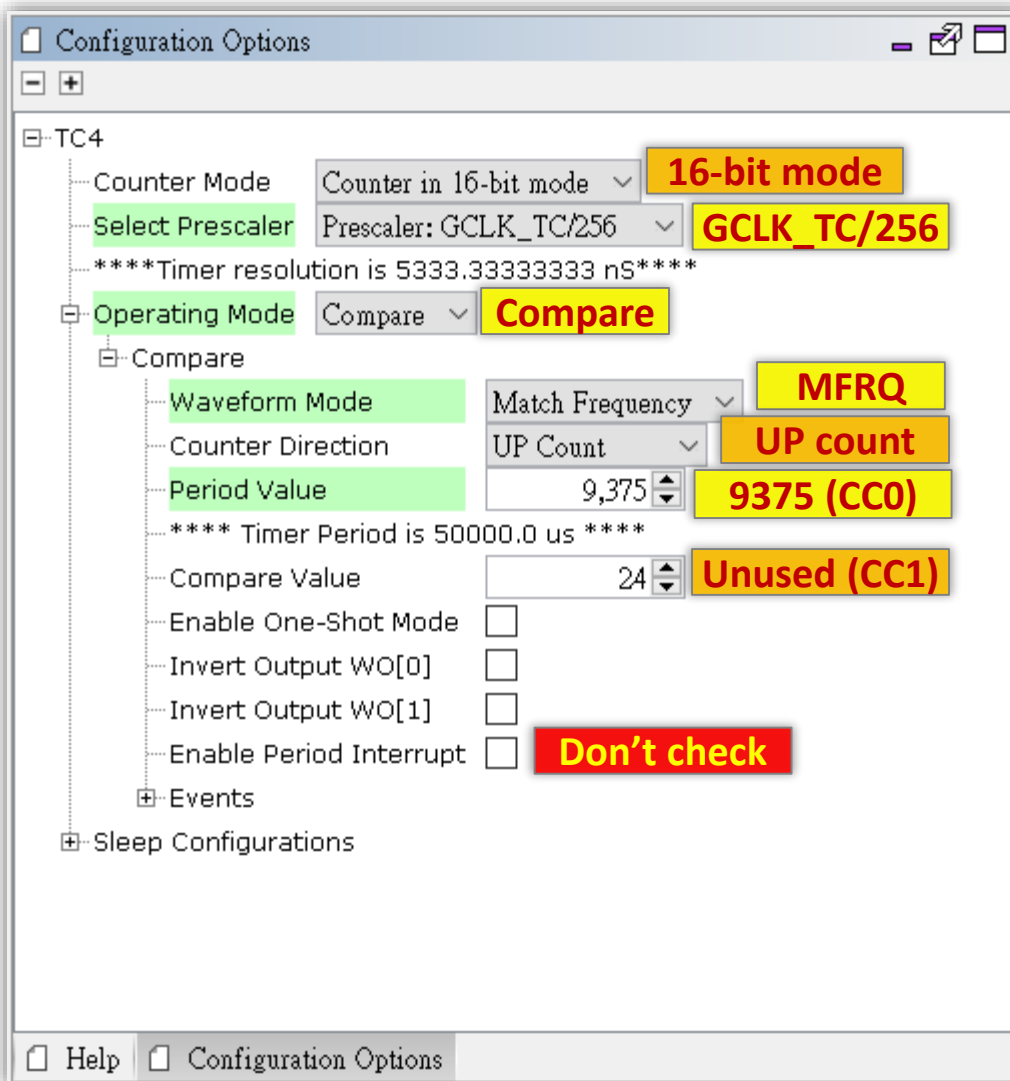 Configuration Options
TC4
Counter Mode Counter in 16-bit mode 16-bit mode
Select Prescaler Prescaler: GCLK_TC/256 GCLK_TC/256
****Timer resolution is 5333.33333333 nS****
Operating Mode Compare Compare
Compare
Waveform Mode Match Frequency MFRQ
Counter Direction UP Count UP count
Period Value 9,375 9375 (CC0)
**** Timer Period is 50000.0 us ****
Compare Value 24 Unused (CC1)
Enable One-Shot Mode
Invert Output WO[0]
Invert Output WO[1]
Enable Period Interrupt Don’t check
Events
Sleep Configurations
Help Configuration Options